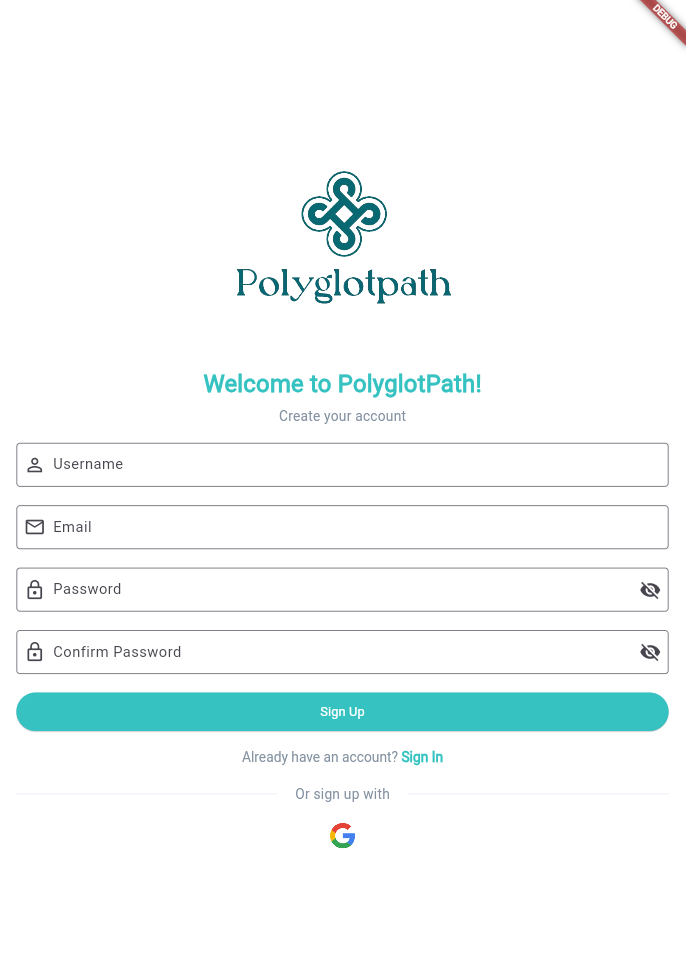 DEBUG
Polyglotpath
Welcome to PolyglotPath!
Create your account
Username
Email
Password
Confirm Password
Sign Up
Already have an account? Sign In
Or sign up with